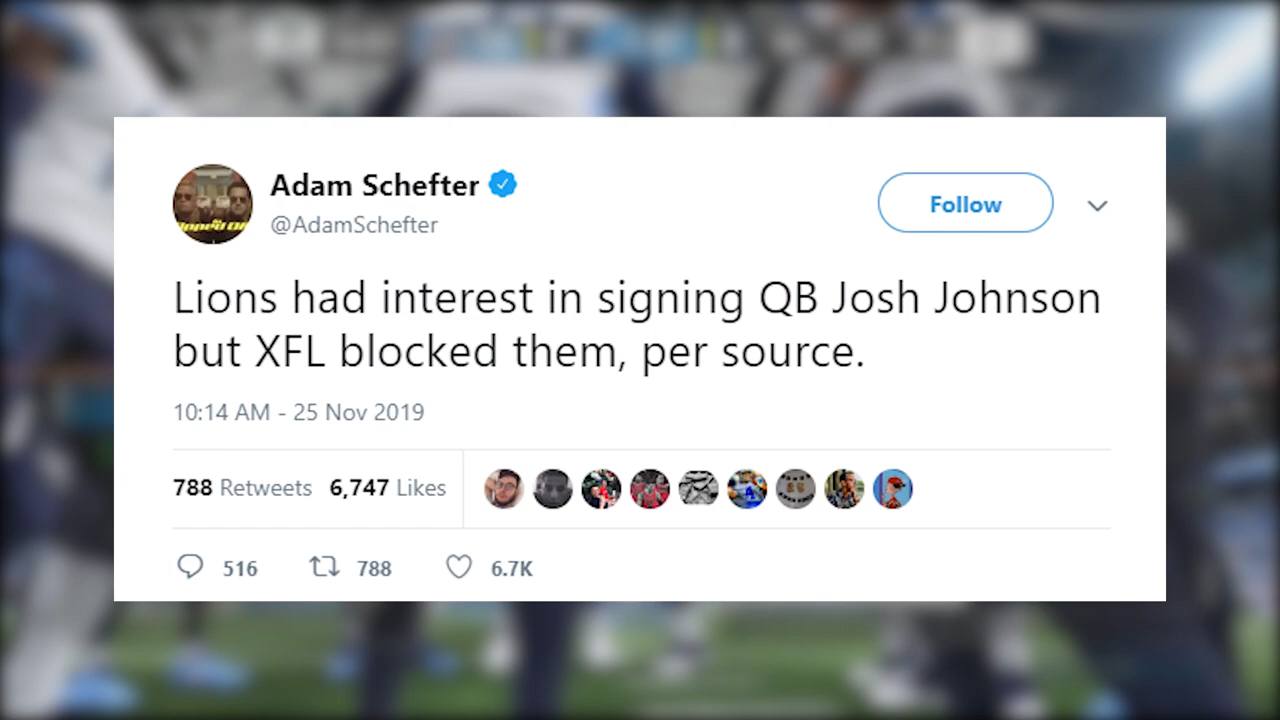 Adam Schefter
@AdamSchefter
Follow
Lions had interest in signing QB Josh Johnson
but XFL blocked them, per source.
10:14 AM - 25 Nov 2019
788 Retweets 6,747 Likes
516 788 6.7K